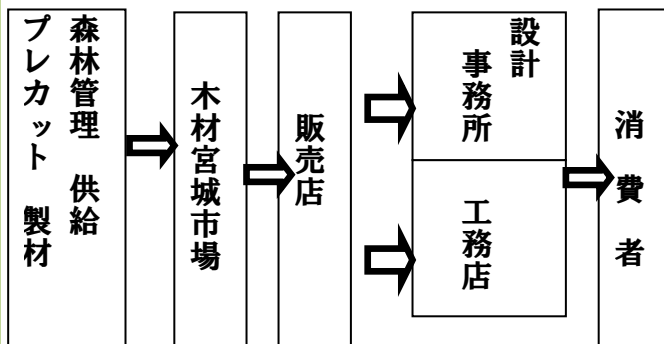 森林管理 供給
プレカット 製材
木材宮城市場
販売店
設計
事務所
工務店
消費者